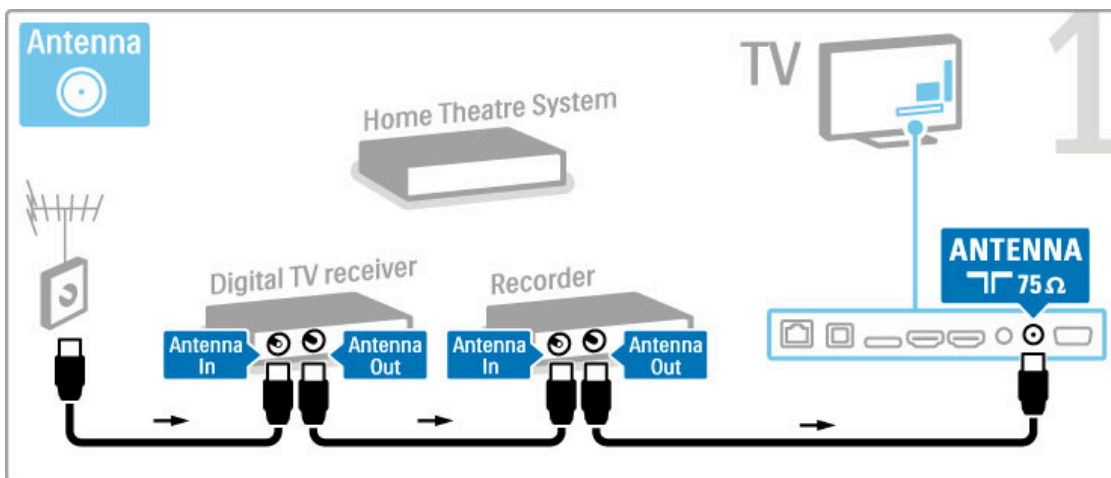 Antenna
TV
1
Home Theatre System
ANTENNA
75 Ω
Digital TV receiver
Recorder
Antenna
In
Antenna
Out
Antenna
In
Antenna
Out